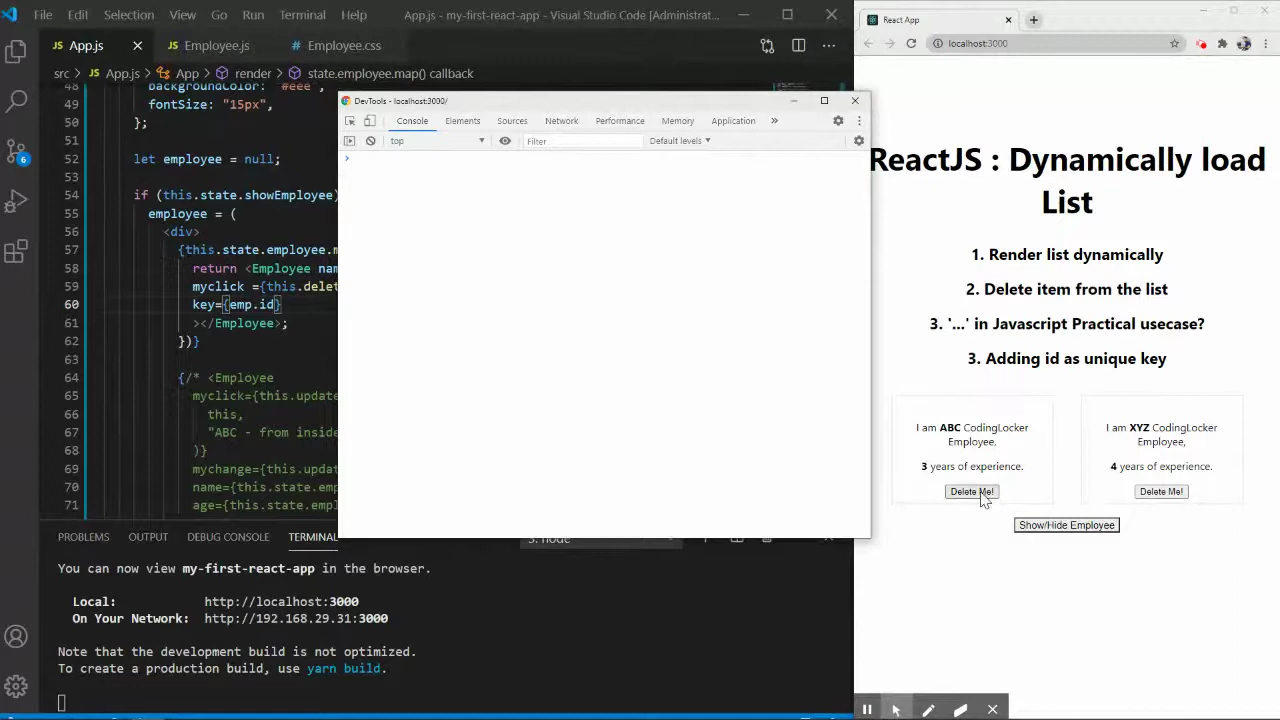 File Edit Selection View Go Run Terminal Help App.js - my-first-react-app - Visual Studio Code [Administrat...
App.js Employee.js # Employee.css
src > App.js > App > render > state.employee.map() callback
48 backgroundColor: "#eee",
49 fontSize: "15px",
50 };
51
52 let employee = null;
53
54 if (this.state.showEmployee)
55 employee = (
56 <div>
57 {this.state.employee.m
58 return <Employee nam
59 myclick ={this.delet
60 key={emp.id}
61 ></Employee>;
62 })}
63
64 {/* <Employee
65 myclick={this.update
66 this,
67 "ABC - from inside
68 )}
69 mychange={this.updat
70 name={this.state.emp
71 age={this.state.empl
6
PROBLEMS OUTPUT DEBUG CONSOLE TERMINAL
You can now view my-first-react-app in the browser.
Local: http://localhost:3000
On Your Network: http://192.168.29.31:3000
Note that the development build is not optimized.
To create a production build, use yarn build.
DevTools - localhost:3000/
Console Elements Sources Network Performance Memory Application »
top Filter Default levels
React App
localhost:3000
ReactJS : Dynamically load
List
1. Render list dynamically
2. Delete item from the list
3. '...' in Javascript Practical usecase?
3. Adding id as unique key
I am ABC CodingLocker
Employee,
3 years of experience.
Delete Me!
I am XYZ CodingLocker
Employee,
4 years of experience.
Delete Me!
Show/Hide Employee